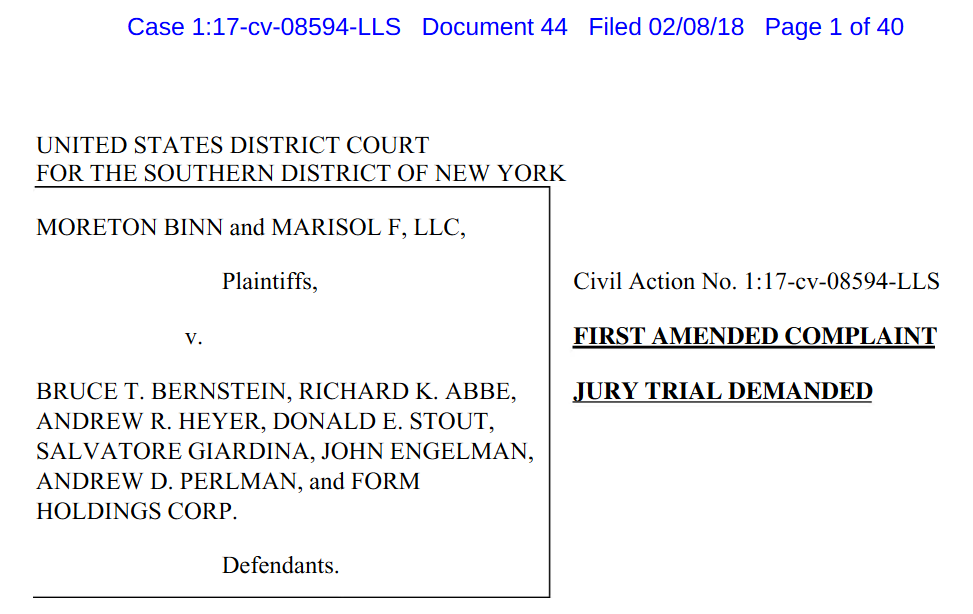 Case 1:17-cv-08594-LLS Document 44 Filed 02/08/18 Page 1 of 40
UNITED STATES DISTRICT COURT
FOR THE SOUTHERN DISTRICT OF NEW YORK
MORETON BINN and MARISOL F, LLC,
Plaintiffs,
v.
BRUCE T. BERNSTEIN, RICHARD K. ABBE,
ANDREW R. HEYER, DONALD E. STOUT,
SALVATORE GIARDINA, JOHN ENGELMAN,
ANDREW D. PERLMAN, and FORM
HOLDINGS CORP.
Defendants.
Civil Action No. 1:17-cv-08594-LLS
FIRST AMENDED COMPLAINT
JURY TRIAL DEMANDED